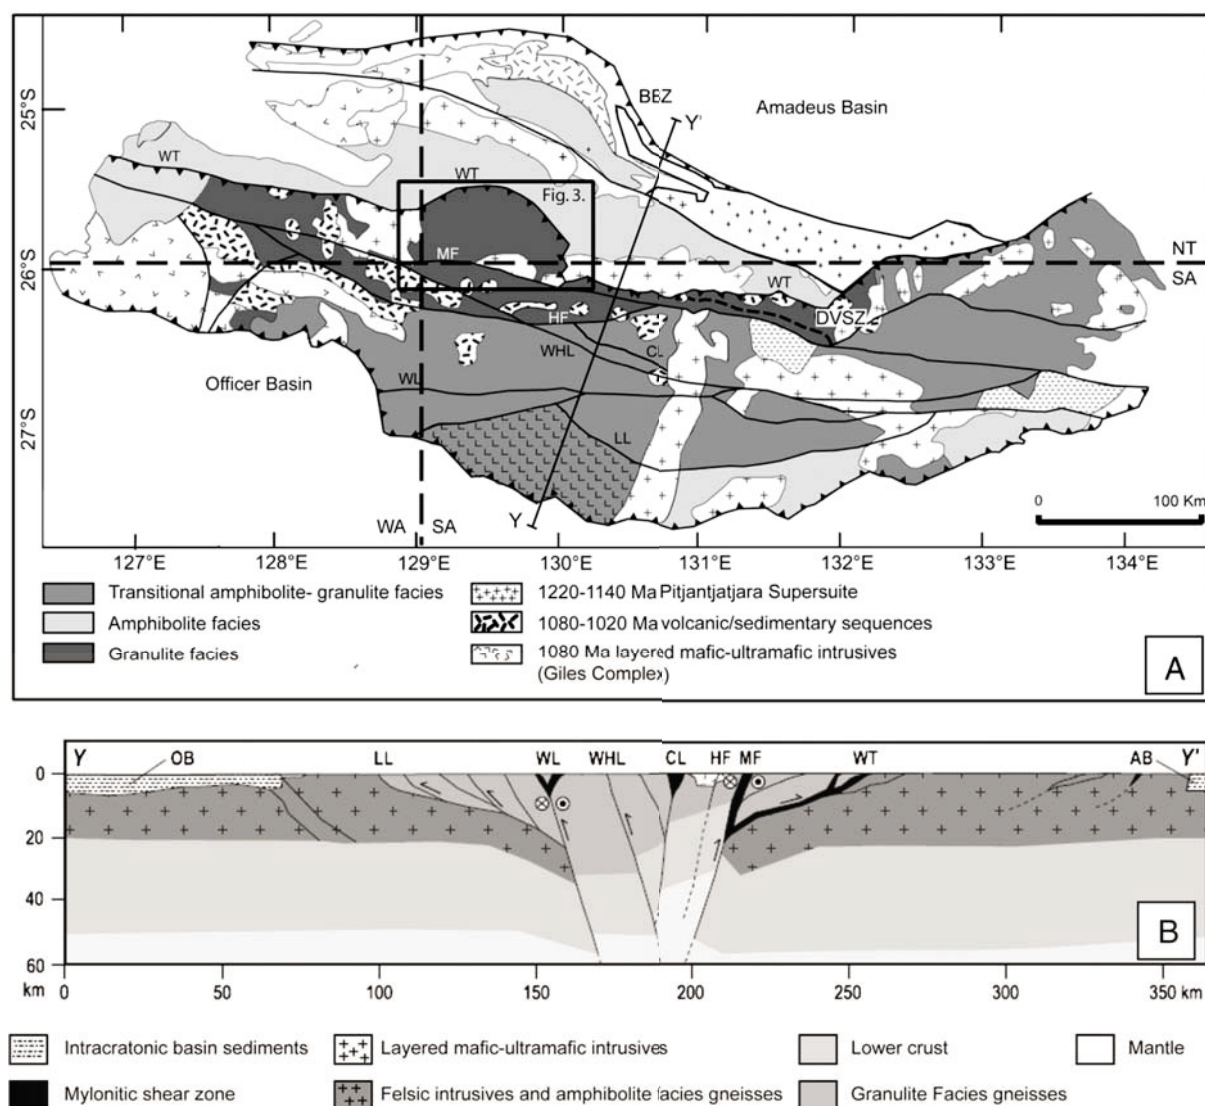 BBZ
Y'
Amadeus Basin
25°S
WT
WT
Fig. 3.
MF
26°S
NT
SA
WT
HF
DVSZ
WHL
CL
WL
Officer Basin
LL
27°S
Y
WA
SA
0
100 Km
127°E
128°E
129°E
130°E
131°E
132°E
133°E
134°E
Transitional amphibolite- granulite facies
Amphibolite facies
Granulite facies
1220-1140 Ma Pitjantjatjara Supersuite
1080-1020 Ma volcanic/sedimentary sequences
1080 Ma layered mafic-ultramafic intrusives
(Giles Complex)
A
Y OB LL WL WHL CL HF MF WT AB Y'
0
20
40
60
B
km 0 50 100 150 200 250 300 350 km
Intracratonic basin sediments
Layered mafic-ultramafic intrusives
Lower crust
Mantle
Mylonitic shear zone
Felsic intrusives and amphibolite facies gneisses
Granulite Facies gneisses